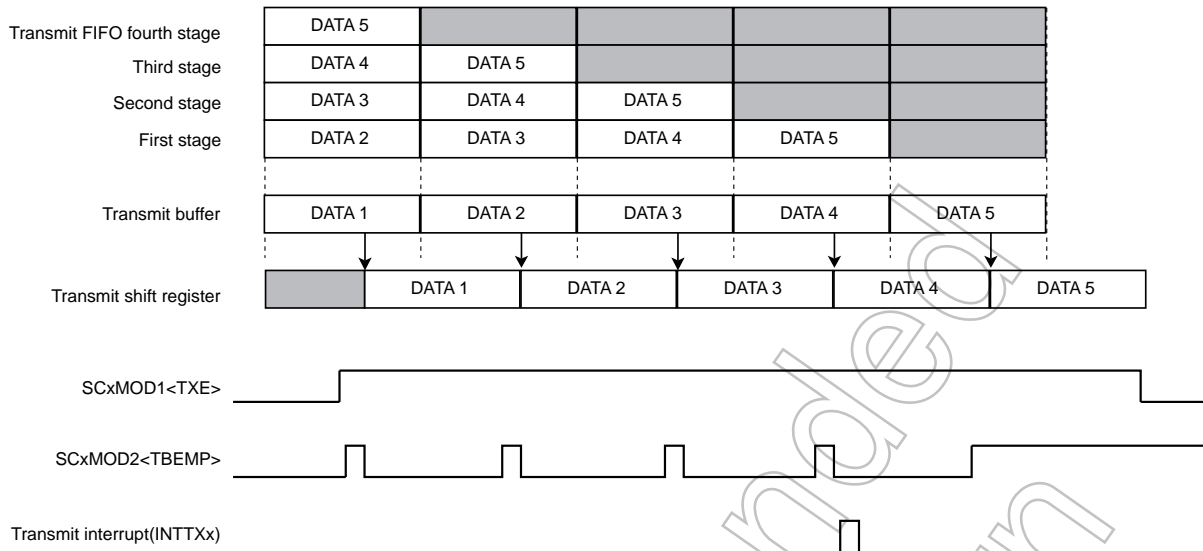 Transmit FIFO fourth stage DATA 5
Third stage DATA 4 DATA 5
Second stage DATA 3 DATA 4 DATA 5
First stage DATA 2 DATA 3 DATA 4 DATA 5
Transmit buffer DATA 1 DATA 2 DATA 3 DATA 4 DATA 5
Transmit shift register DATA 1 DATA 2 DATA 3 DATA 4 DATA 5
SCxMOD1<TXE>
SCxMOD2<TBEMP>
Transmit interrupt(INTTXx)